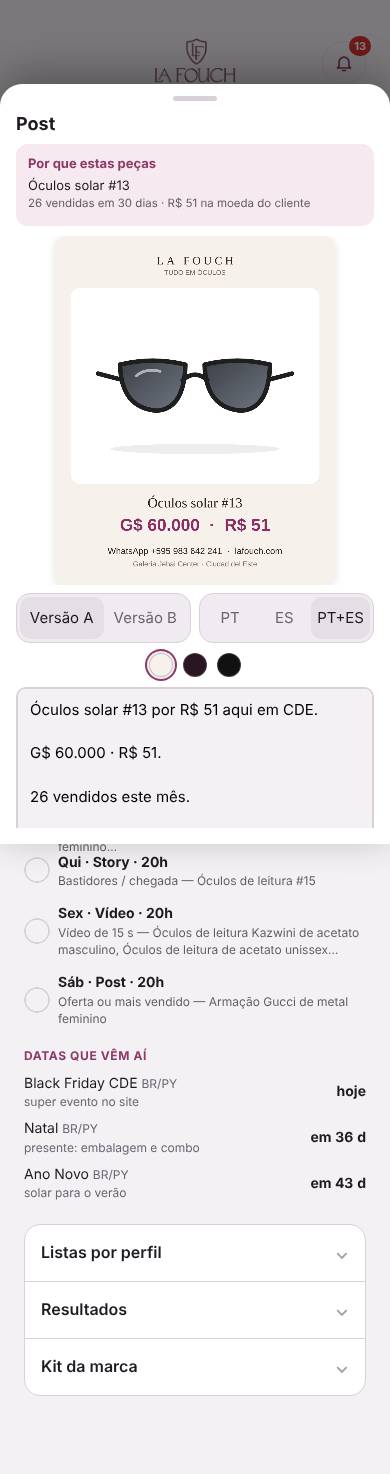 LF
LA FOUCH
13
Post
Por que estas peças
Óculos solar #13
26 vendidas em 30 dias · R$ 51 na moeda do cliente
LA FOUCH
TUDO EM ÓCULOS
Óculos solar #13
G$ 60.000 · R$ 51
WhatsApp +595 983 642 241 · lafouch.com
Galeria Jebai Center · Ciudad del Este
Versão A
Versão B
PT
ES
PT+ES
Óculos solar #13 por R$ 51 aqui em CDE.
G$ 60.000 · R$ 51.
26 vendidos este mês.
feminino…
Qui · Story · 20h
Bastidores / chegada — Óculos de leitura #15
Sex · Vídeo · 20h
Vídeo de 15 s — Óculos de leitura Kazwini de acetato
masculino, Óculos de leitura de acetato unissex…
Sáb · Post · 20h
Oferta ou mais vendido — Armação Gucci de metal
feminino
DATAS QUE VÊM AÍ
Black Friday CDE BR/PY
super evento no site
hoje
Natal BR/PY
presente: embalagem e combo
em 36 d
Ano Novo BR/PY
solar para o verão
em 43 d
Listas por perfil
Resultados
Kit da marca